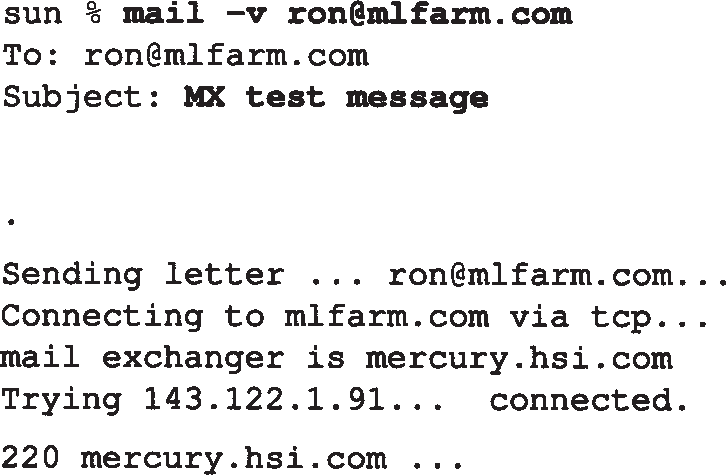 sun % mail -v ron@mlfarm.com
To: ron@mlfarm.com
Subject: MX test message
.
Sending letter ... ron@mlfarm.com...
Connecting to mlfarm.com via tcp...
mail exchanger is mercury.hsi.com
Trying 143.122.1.91... connected.
220 mercury.hsi.com ...